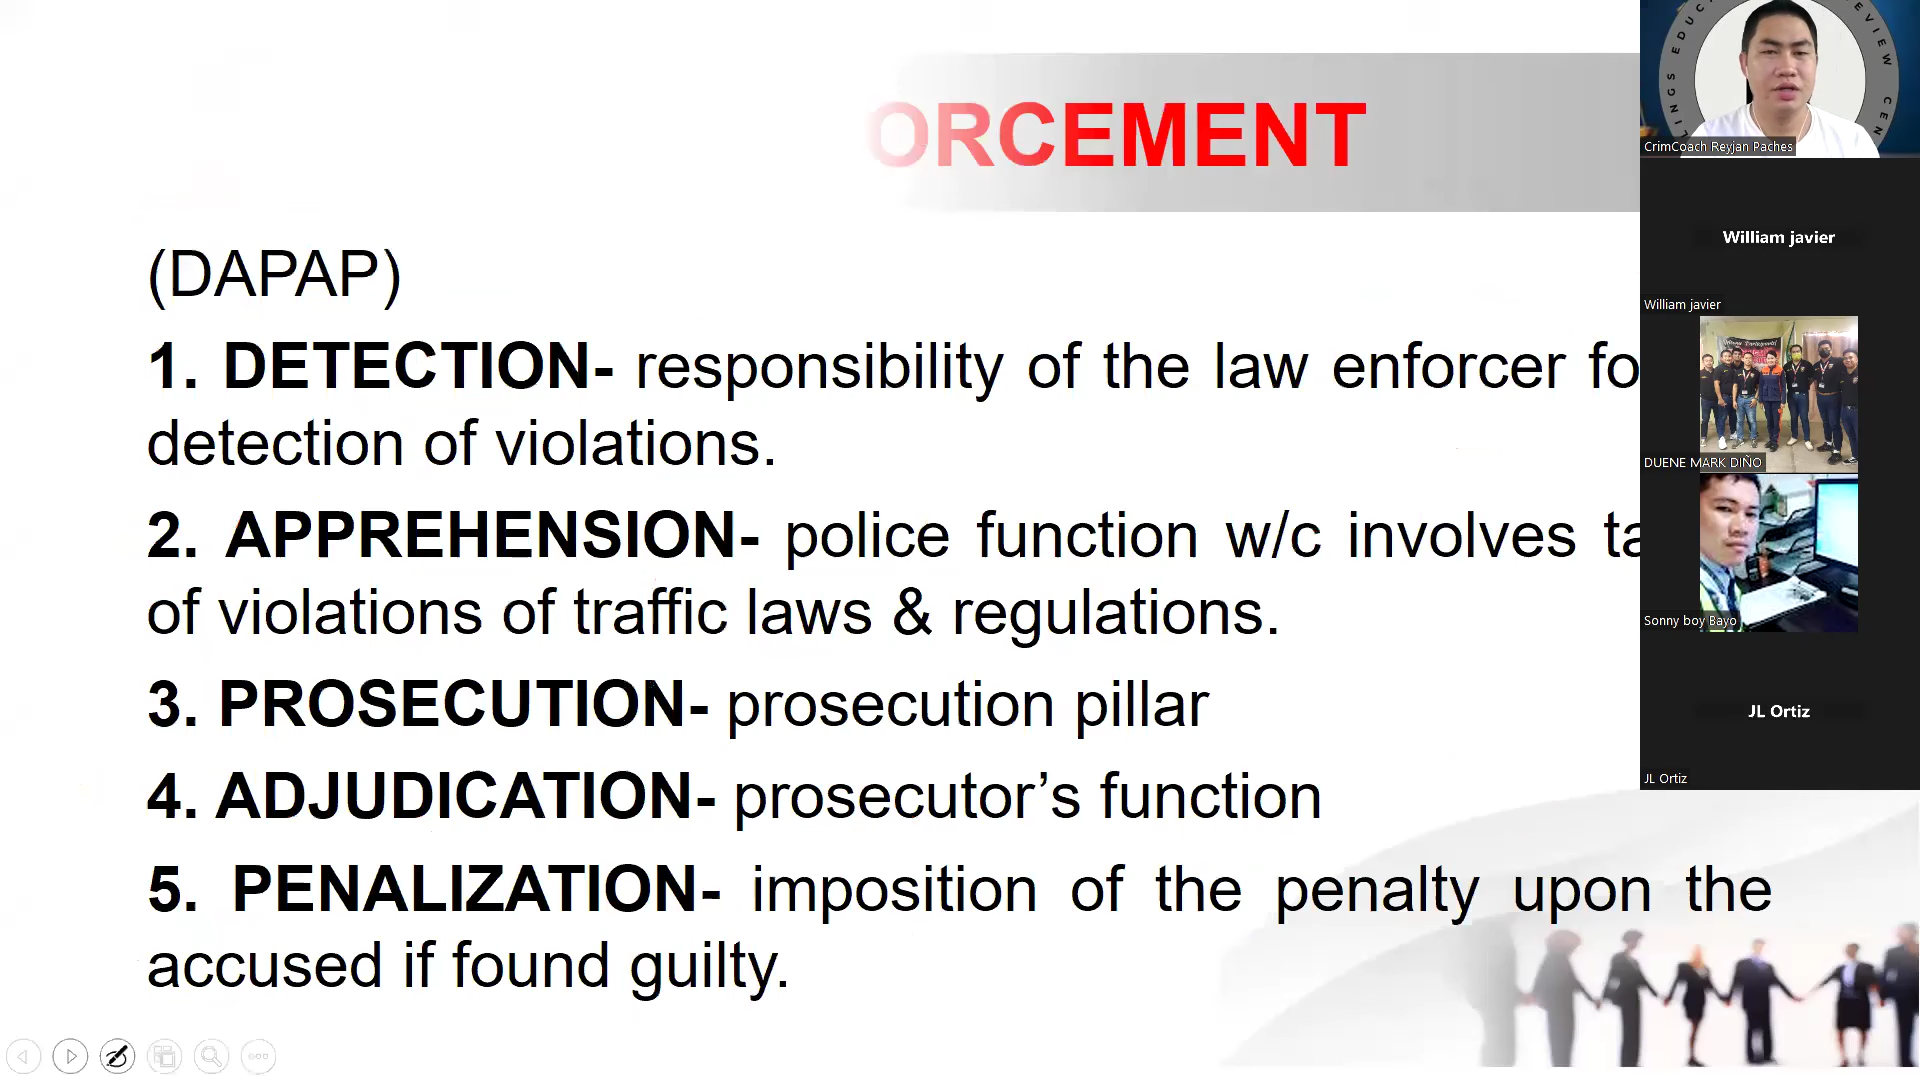 ORCEMENT
(DAPAP)
1. DETECTION- responsibility of the law enforcer fo
detection of violations.
2. APPREHENSION- police function w/c involves ta
of violations of traffic laws & regulations.
3. PROSECUTION- prosecution pillar
4. ADJUDICATION- prosecutor’s function
5. PENALIZATION- imposition of the penalty upon the
accused if found guilty.
CrimCoach Reyjan Paches
William javier
William javier
DUENE MARK DIÑO
Sonny boy Bayo
JL Ortiz
JL Ortiz